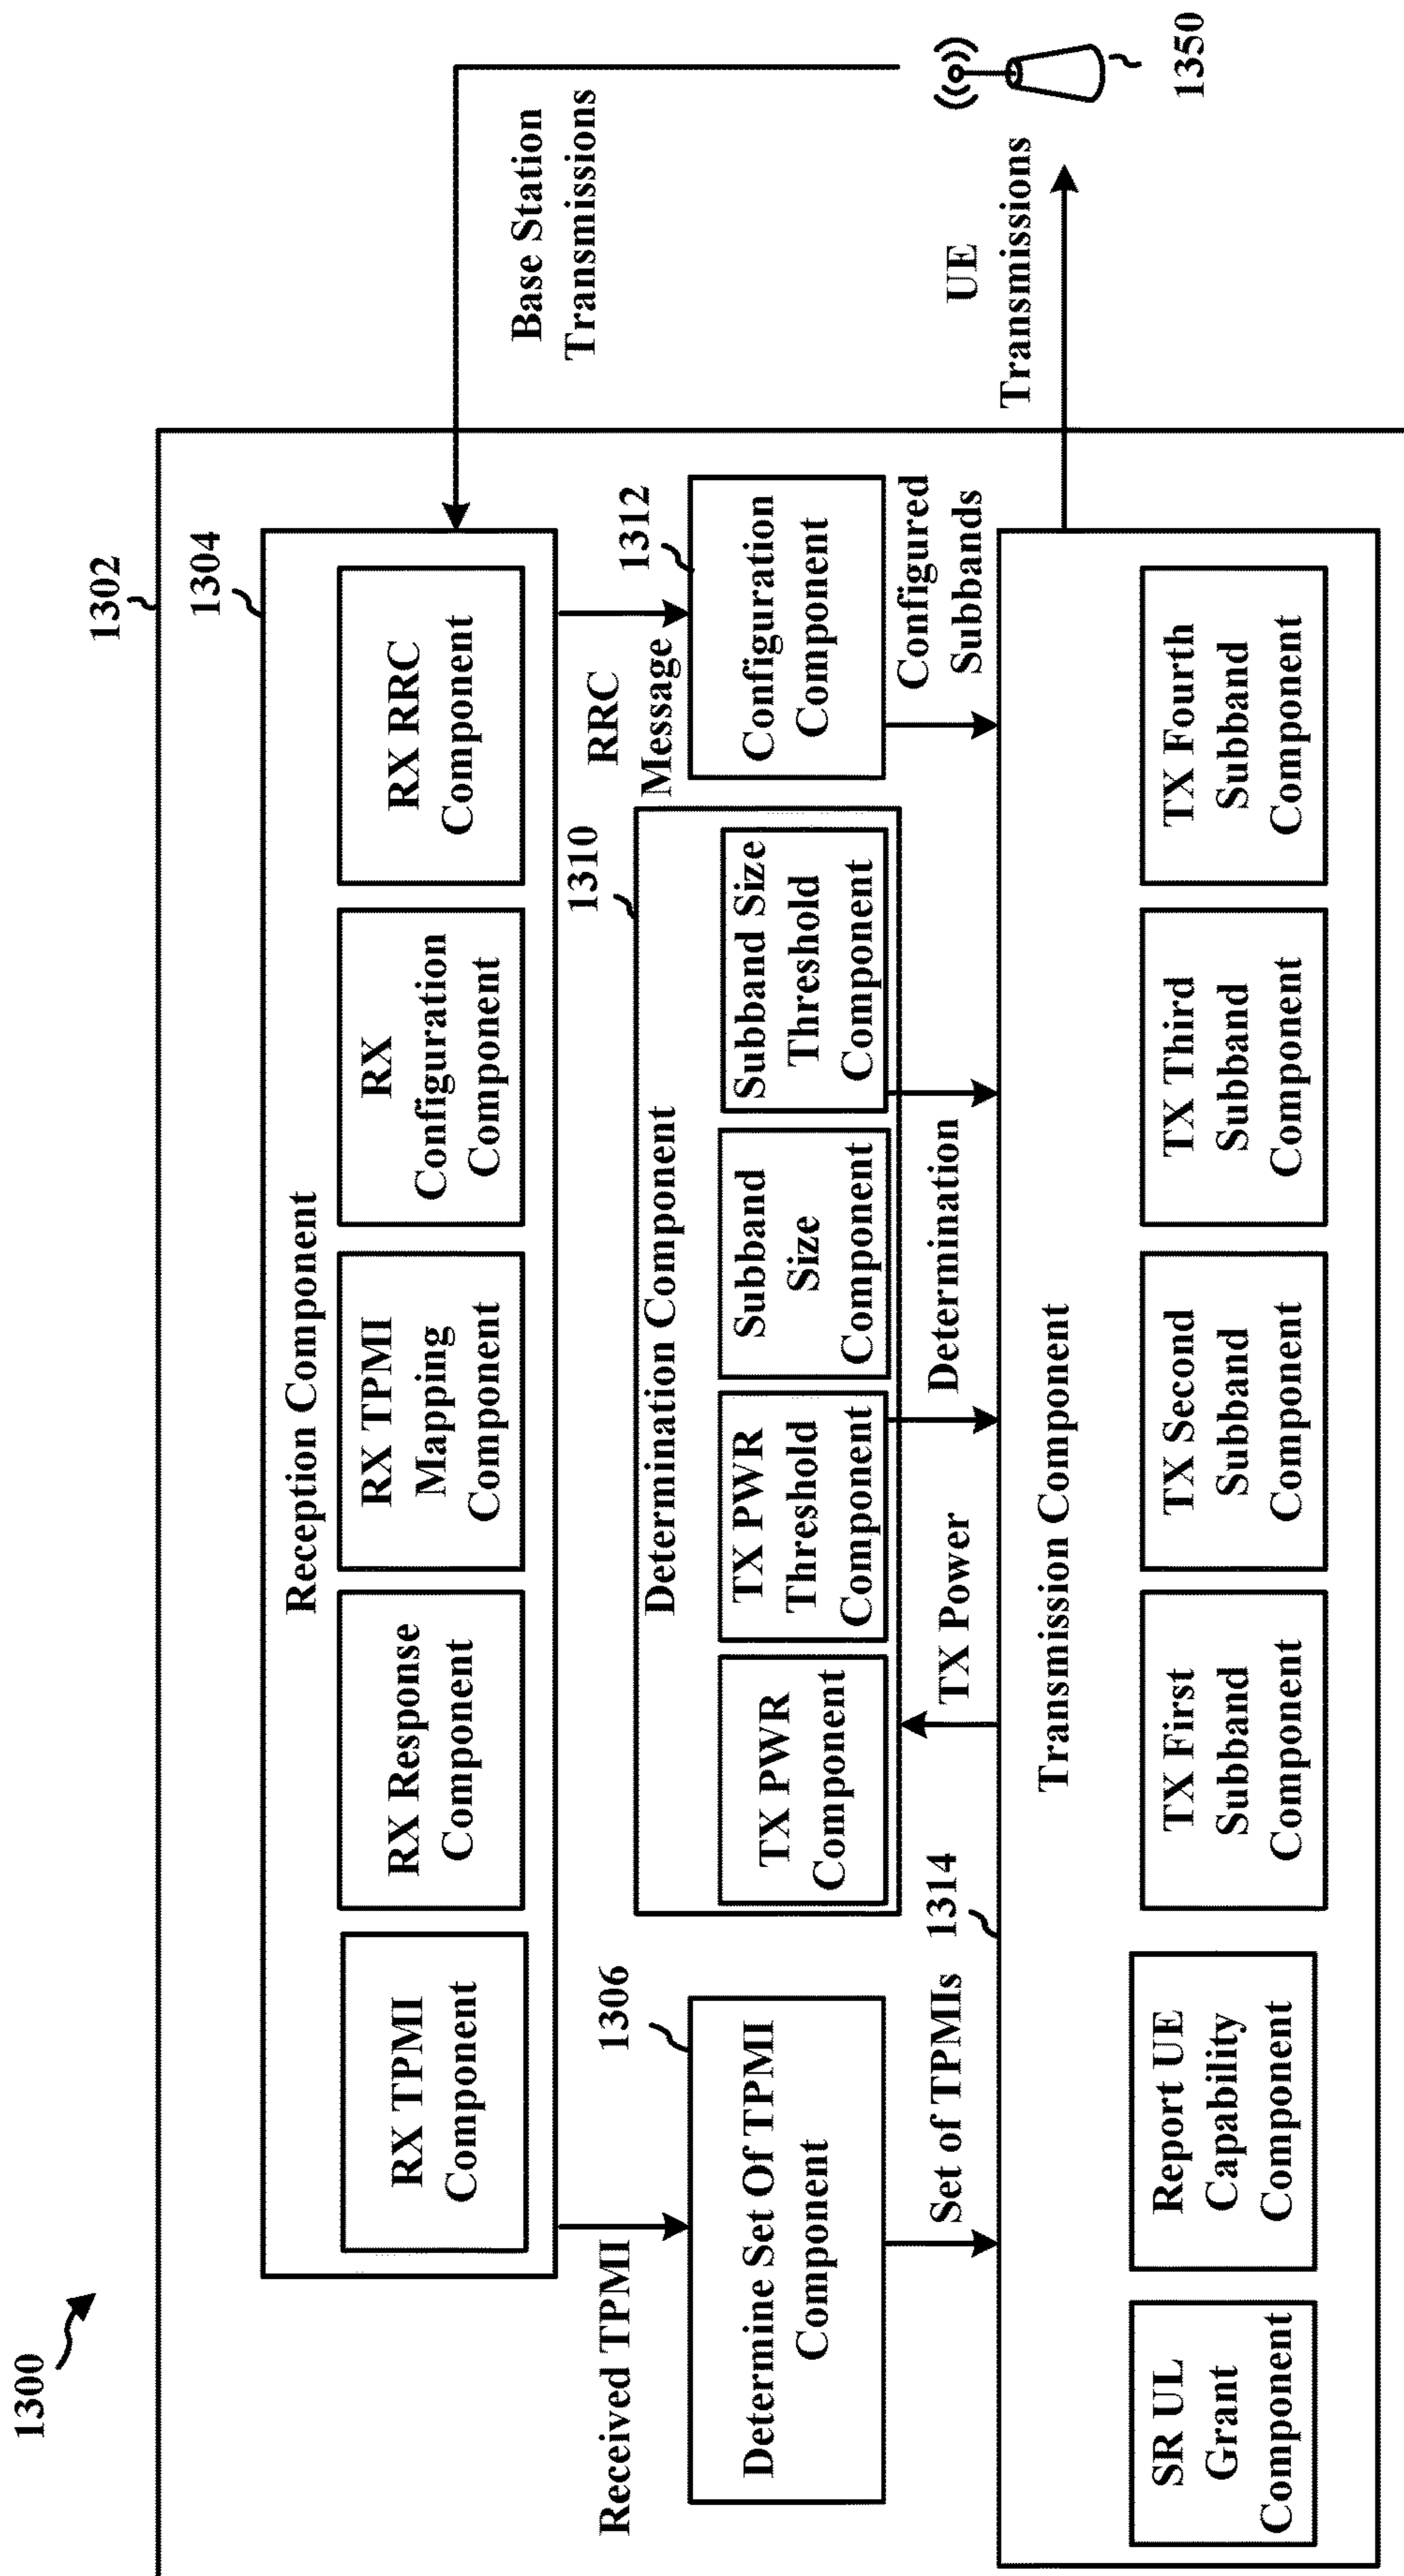 1300
1302
1304
Reception Component
RX TPMI
Component
RX Response
Component
RX TPMI
Mapping
Component
RX
Configuration
Component
RX RRC
Component
Base Station
Transmissions
Received TPMI
RRC
Message
1306
Determine Set Of TPMI
Component
1310
Determination Component
TX PWR
Component
TX PWR
Threshold
Component
Subband
Size
Component
Subband Size
Threshold
Component
1312
Configuration
Component
Set of TPMIs
TX Power
Determination
Configured
Subbands
UE
Transmissions
1350
1314
Transmission Component
SR UL
Grant
Component
Report UE
Capability
Component
TX First
Subband
Component
TX Second
Subband
Component
TX Third
Subband
Component
TX Fourth
Subband
Component